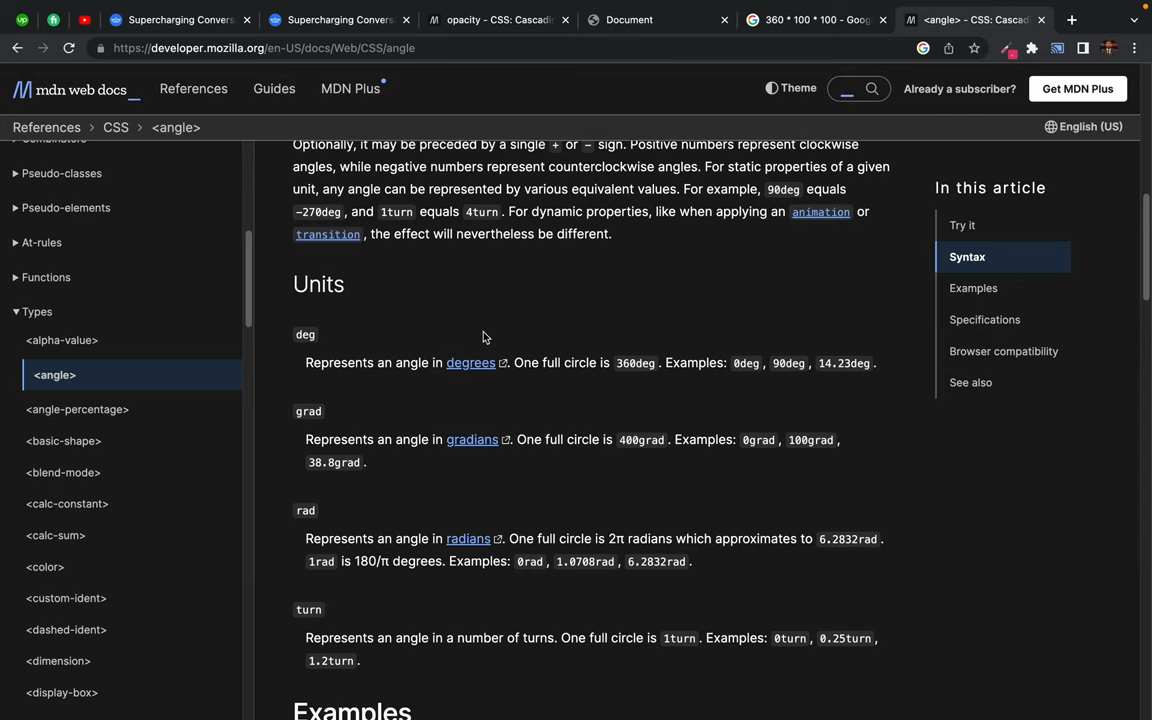 Supercharging Conversa
Supercharging Conversa
opacity - CSS: Cascading
Document
360 * 100 * 100 - Goog
<angle> - CSS: Cascadi
https://developer.mozilla.org/en-US/docs/Web/CSS/angle
mdn web docs_
References
Guides
MDN Plus
Theme
Already a subscriber?
Get MDN Plus
References > CSS > <angle>
English (US)
Combinators
Pseudo-classes
Pseudo-elements
At-rules
Functions
Types
<alpha-value>
<angle>
<angle-percentage>
<basic-shape>
<blend-mode>
<calc-constant>
<calc-sum>
<color>
<custom-ident>
<dashed-ident>
<dimension>
<display-box>
Optionally, it may be preceded by a single + or - sign. Positive numbers represent clockwise
angles, while negative numbers represent counterclockwise angles. For static properties of a given
unit, any angle can be represented by various equivalent values. For example, 90deg equals
-270deg, and 1turn equals 4turn. For dynamic properties, like when applying an animation or
transition, the effect will nevertheless be different.
Units
deg
Represents an angle in degrees. One full circle is 360deg. Examples: 0deg, 90deg, 14.23deg.
grad
Represents an angle in gradians. One full circle is 400grad. Examples: 0grad, 100grad,
38.8grad.
rad
Represents an angle in radians. One full circle is 2π radians which approximates to 6.2832rad.
1rad is 180/π degrees. Examples: 0rad, 1.0708rad, 6.2832rad.
turn
Represents an angle in a number of turns. One full circle is 1turn. Examples: 0turn, 0.25turn,
1.2turn.
Examples
In this article
Try it
Syntax
Examples
Specifications
Browser compatibility
See also